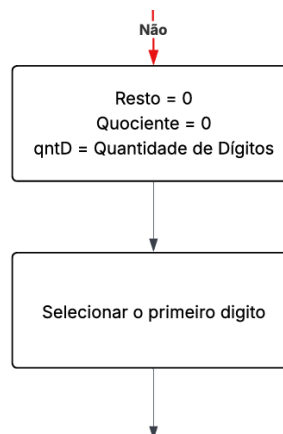 Não
Resto = 0
Quociente = 0
qntD = Quantidade de Dígitos
Selecionar o primeiro digito